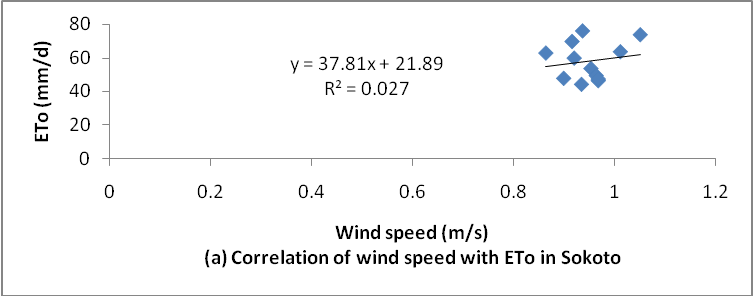 80
60
40
20
0
ETo (mm/d)
y = 37.81x + 21.89
R² = 0.027
0 0.2 0.4 0.6 0.8 1 1.2
Wind speed (m/s)
(a) Correlation of wind speed with ETo in Sokoto